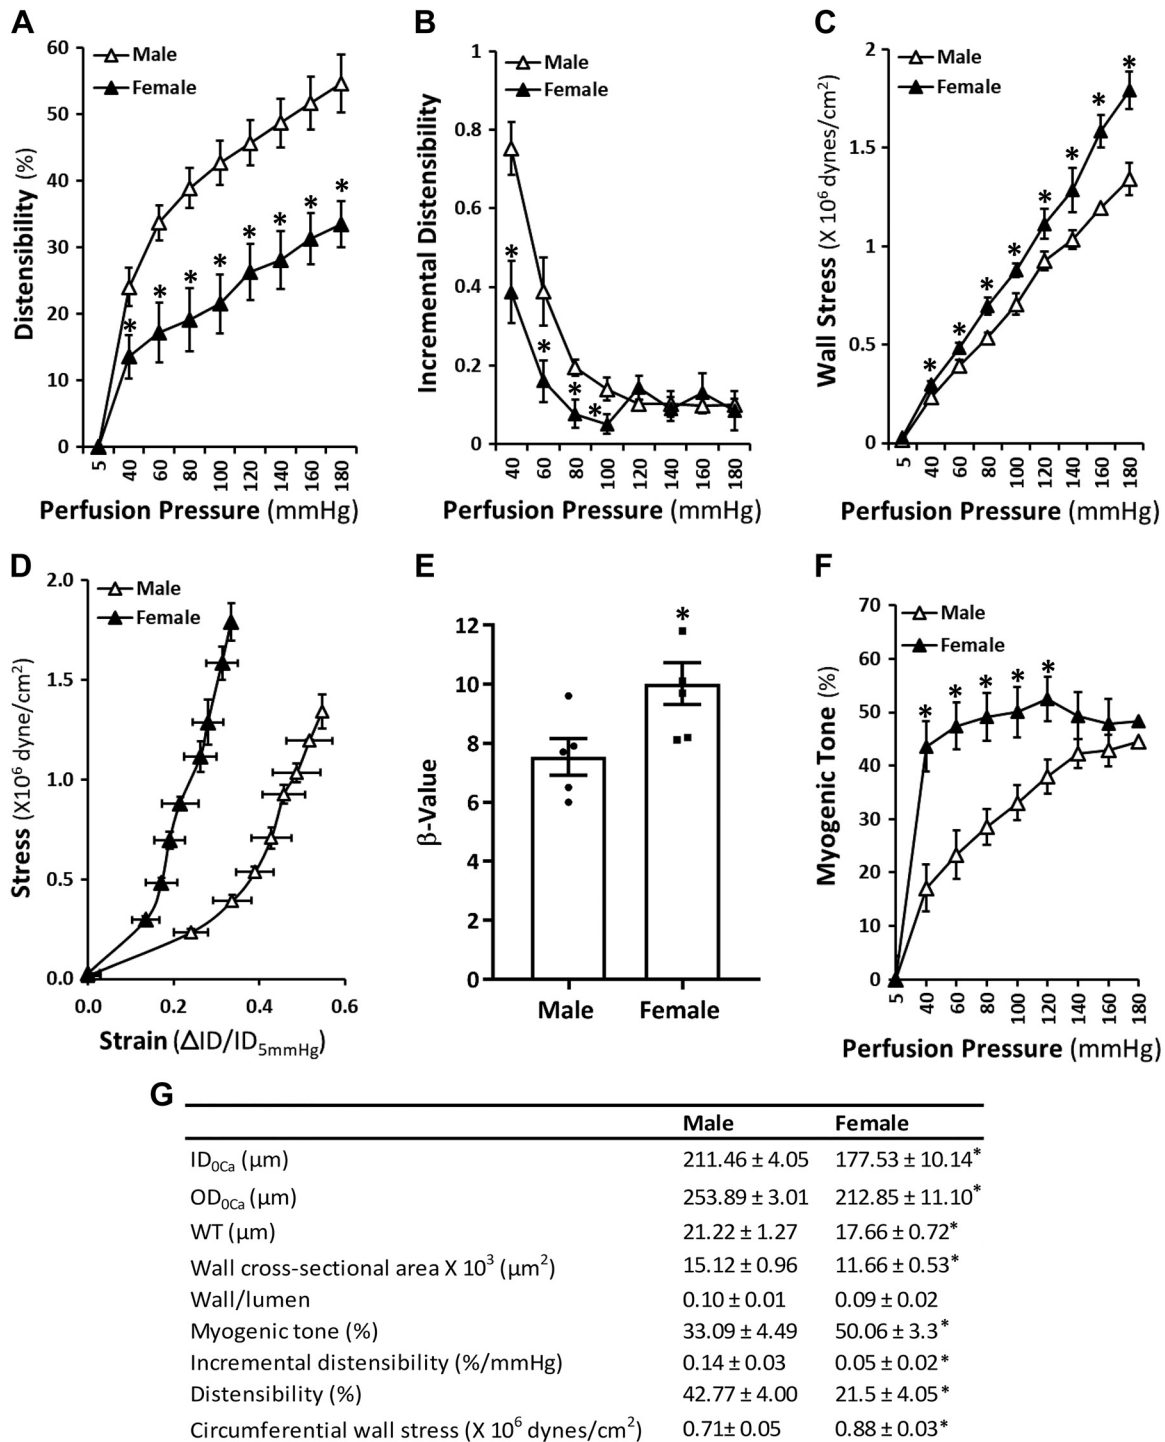 A
60
50
40
30
20
10
0
Distensibility (%)
Male
Female
* * * * * * * *
5 40 60 80 100 120 140 160 180
Perfusion Pressure (mmHg)
B
1
0.8
0.6
0.4
0.2
0
Incremental Distensibility
Male
Female
* * * *
40 60 80 100 120 140 160 180
Perfusion Pressure (mmHg)
C
2
1.5
1
0.5
0
Wall Stress (X 10⁶ dynes/cm²)
Male
Female
* * * * * * * *
5 40 60 80 100 120 140 160 180
Perfusion Pressure (mmHg)
D
2.0
1.5
1.0
0.5
0.0
Stress (X10⁶ dyne/cm²)
Male
Female
0.0 0.2 0.4 0.6
Strain (ΔID/ID₅mmHg)
E
12
10
8
6
4
2
0
β-Value
*
Male Female
F
70
60
50
40
30
20
10
0
Myogenic Tone (%)
Male
Female
* * * * *
5 40 60 80 100 120 140 160 180
Perfusion Pressure (mmHg)
G
Male Female
ID0Ca (μm) 211.46 ± 4.05 177.53 ± 10.14*
OD0Ca (μm) 253.89 ± 3.01 212.85 ± 11.10*
WT (μm) 21.22 ± 1.27 17.66 ± 0.72*
Wall cross-sectional area X 10³ (μm²) 15.12 ± 0.96 11.66 ± 0.53*
Wall/lumen 0.10 ± 0.01 0.09 ± 0.02
Myogenic tone (%) 33.09 ± 4.49 50.06 ± 3.3*
Incremental distensibility (%/mmHg) 0.14 ± 0.03 0.05 ± 0.02*
Distensibility (%) 42.77 ± 4.00 21.5 ± 4.05*
Circumferential wall stress (X 10⁶ dynes/cm²) 0.71± 0.05 0.88 ± 0.03*